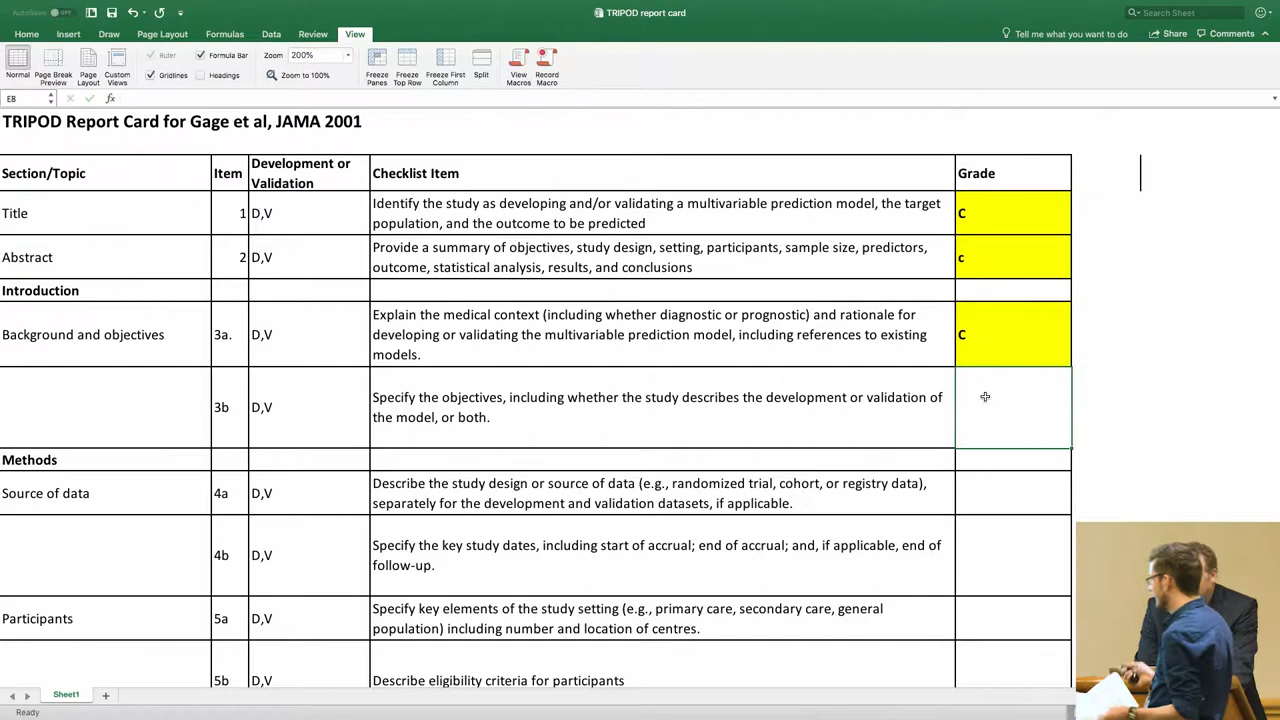 AutoSave OFF
TRIPOD report card
Search Sheet
Home Insert Draw Page Layout Formulas Data Review View
Tell me what you want to do
Share
Comments
Normal
Page Break
Preview
Page
Layout
Custom
Views
Ruler
Formula Bar
Gridlines
Headings
Zoom 200%
Zoom to 100%
Freeze
Panes
Freeze
Top Row
Freeze First
Column
Split
View
Macros
Record
Macro
E8
fx
TRIPOD Report Card for Gage et al, JAMA 2001
Section/Topic
Item
Development or
Validation
Checklist Item
Grade
Title
1
D,V
Identify the study as developing and/or validating a multivariable prediction model, the target
population, and the outcome to be predicted
C
Abstract
2
D,V
Provide a summary of objectives, study design, setting, participants, sample size, predictors,
outcome, statistical analysis, results, and conclusions
c
Introduction
Background and objectives
3a.
D,V
Explain the medical context (including whether diagnostic or prognostic) and rationale for
developing or validating the multivariable prediction model, including references to existing
models.
C
3b
D,V
Specify the objectives, including whether the study describes the development or validation of
the model, or both.
Methods
Source of data
4a
D,V
Describe the study design or source of data (e.g., randomized trial, cohort, or registry data),
separately for the development and validation datasets, if applicable.
4b
D,V
Specify the key study dates, including start of accrual; end of accrual; and, if applicable, end of
follow-up.
Participants
5a
D,V
Specify key elements of the study setting (e.g., primary care, secondary care, general
population) including number and location of centres.
5b
D,V
Describe eligibility criteria for participants
Sheet1
Ready